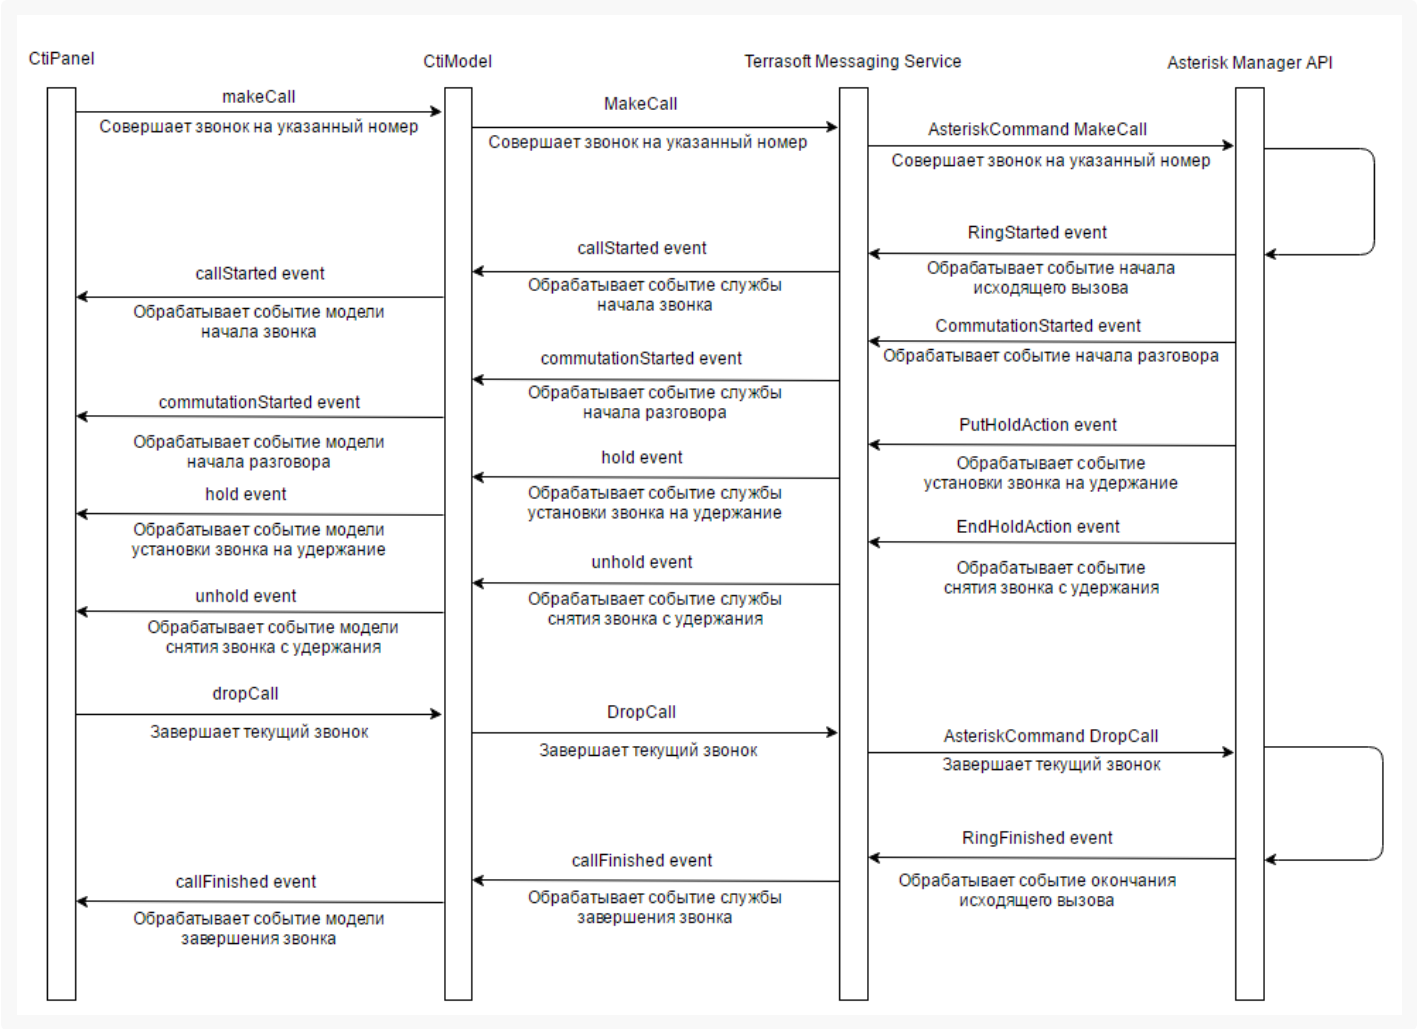 CtiPanel
CtiModel
Terrasoft Messaging Service
Asterisk Manager API
makeCall
Совершает звонок на указанный номер
MakeCall
Совершает звонок на указанный номер
AsteriskCommand MakeCall
Совершает звонок на указанный номер
RingStarted event
Обрабатывает событие начала
исходящего вызова
callStarted event
Обрабатывает событие службы
начала звонка
callStarted event
Обрабатывает событие модели
начала звонка
CommutationStarted event
Обрабатывает событие начала разговора
commutationStarted event
Обрабатывает событие службы
начала разговора
commutationStarted event
Обрабатывает событие модели
начала разговора
PutHoldAction event
Обрабатывает событие
установки звонка на удержание
hold event
Обрабатывает событие службы
установки звонка на удержание
hold event
Обрабатывает событие модели
установки звонка на удержание
EndHoldAction event
Обрабатывает событие
снятия звонка с удержания
unhold event
Обрабатывает событие службы
снятия звонка с удержания
unhold event
Обрабатывает событие модели
снятия звонка с удержания
dropCall
Завершает текущий звонок
DropCall
Завершает текущий звонок
AsteriskCommand DropCall
Завершает текущий звонок
RingFinished event
Обрабатывает событие окончания
исходящего вызова
callFinished event
Обрабатывает событие службы
завершения звонка
callFinished event
Обрабатывает событие модели
завершения звонка